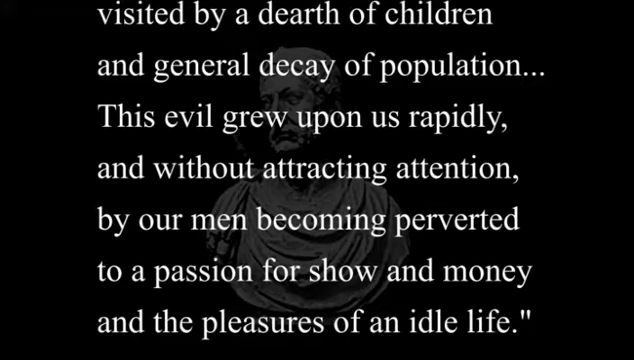 visited by a dearth of children
and general decay of population...
This evil grew upon us rapidly,
and without attracting attention,
by our men becoming perverted
to a passion for show and money
and the pleasures of an idle life."